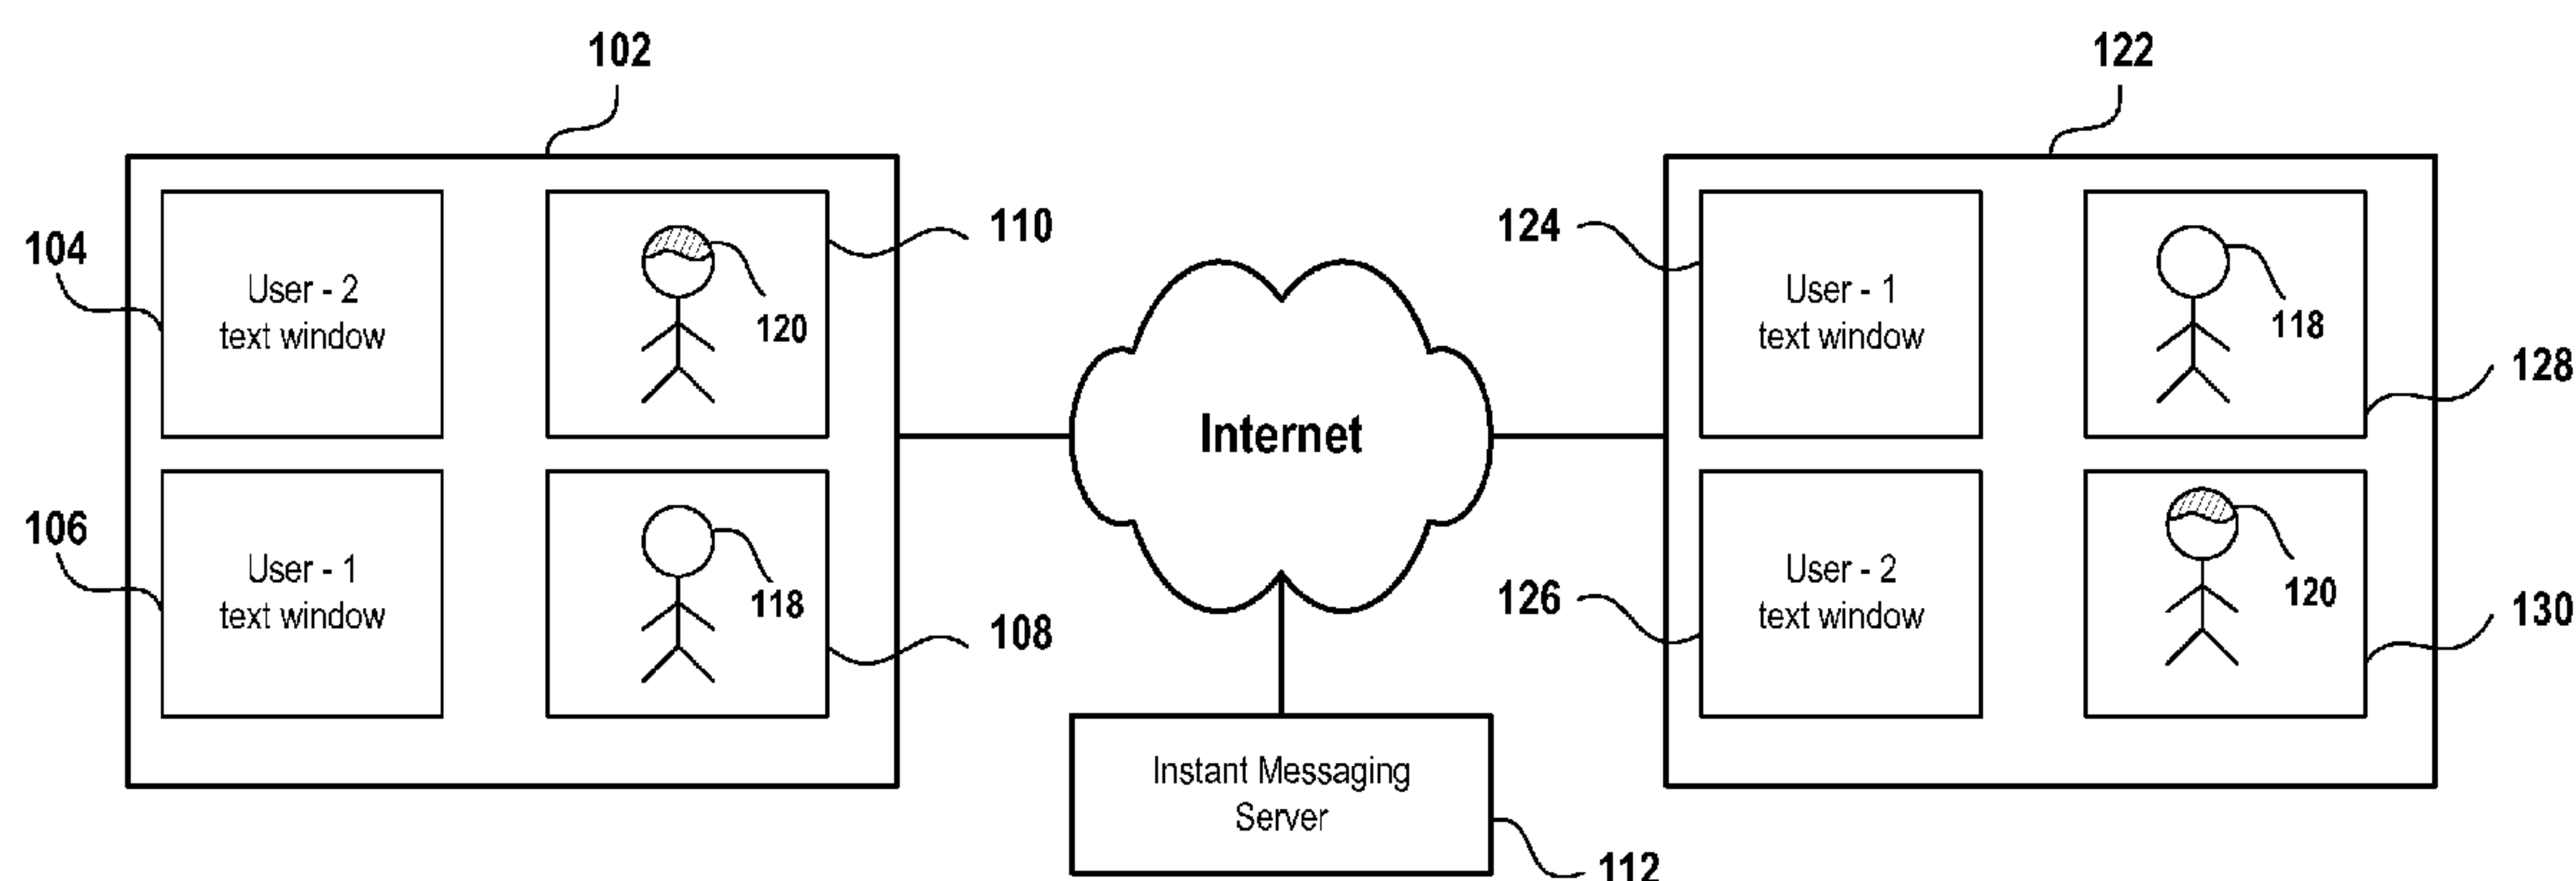 102
122
104
User - 2
text window
120
110
124
User - 1
text window
118
128
Internet
106
User - 1
text window
118
108
126
User - 2
text window
120
130
Instant Messaging
Server
112